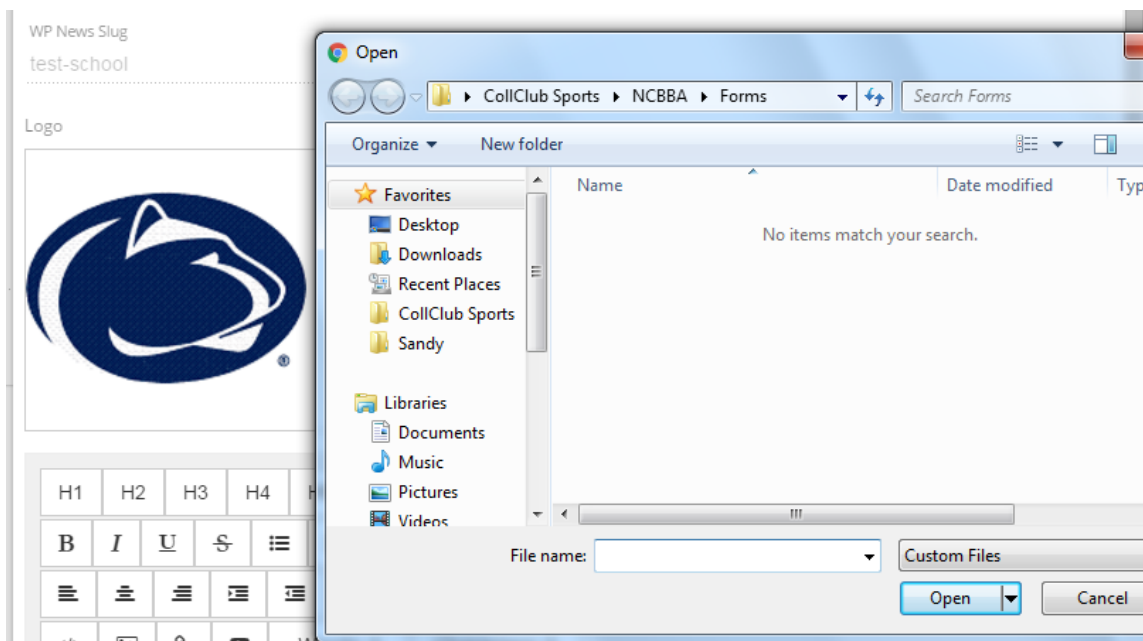 WP News Slug
test-school
Logo
®
H1 H2 H3 H4
B I U S
Open
CollClub Sports NCBBA Forms
Search Forms
Organize New folder
Favorites
Desktop
Downloads
Recent Places
CollClub Sports
Sandy
Libraries
Documents
Music
Pictures
Videos
Name Date modified Typ
No items match your search.
File name: Custom Files
Open Cancel